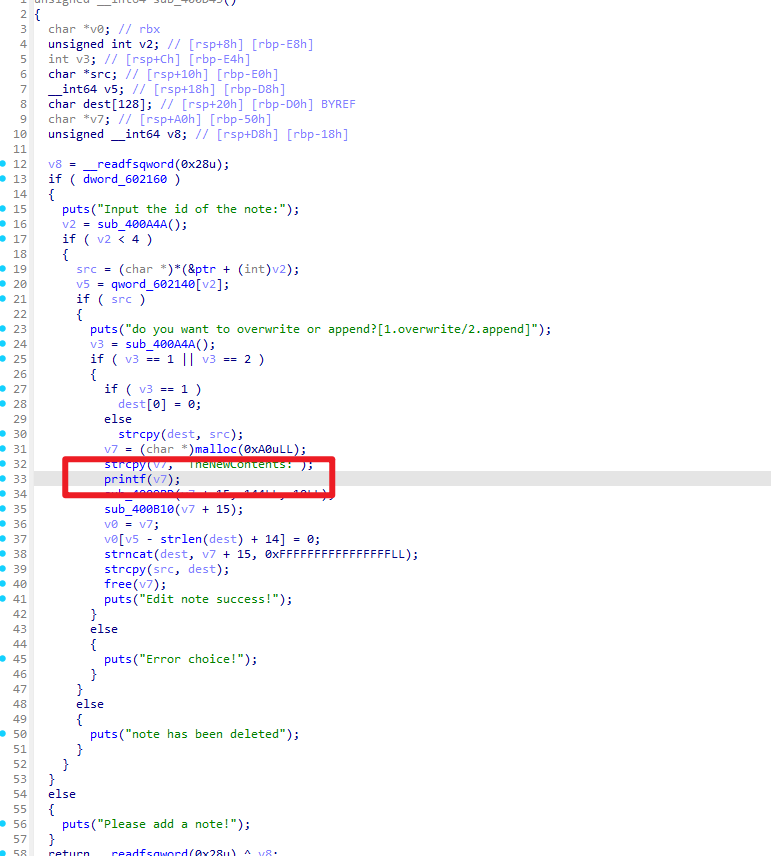 unsigned __int64 sub_400D43()
2 {
3 char *v0; // rbx
4 unsigned int v2; // [rsp+8h] [rbp-E8h]
5 int v3; // [rsp+Ch] [rbp-E4h]
6 char *src; // [rsp+10h] [rbp-E0h]
7 __int64 v5; // [rsp+18h] [rbp-D8h]
8 char dest[128]; // [rsp+20h] [rbp-D0h] BYREF
9 char *v7; // [rsp+A0h] [rbp-50h]
10 unsigned __int64 v8; // [rsp+D8h] [rbp-18h]
11
12 v8 = __readfsqword(0x28u);
13 if ( dword_602160 )
14 {
15 puts("Input the id of the note:");
16 v2 = sub_400A4A();
17 if ( v2 < 4 )
18 {
19 src = (char *)*(&ptr + (int)v2);
20 v5 = qword_602140[v2];
21 if ( src )
22 {
23 puts("do you want to overwrite or append?[1.overwrite/2.append]");
24 v3 = sub_400A4A();
25 if ( v3 == 1 || v3 == 2 )
26 {
27 if ( v3 == 1 )
28 dest[0] = 0;
29 else
30 strcpy(dest, src);
31 v7 = (char *)malloc(0xA0uLL);
32 strcpy(v7, "TheNewContents:");
33 printf(v7);
34
35 sub_400B10(v7 + 15);
36 v0 = v7;
37 v0[v5 - strlen(dest) + 14] = 0;
38 strncat(dest, v7 + 15, 0xFFFFFFFFFFFFFFFFLL);
39 strcpy(src, dest);
40 free(v7);
41 puts("Edit note success!");
42 }
43 else
44 {
45 puts("Error choice!");
46 }
47 }
48 else
49 {
50 puts("note has been deleted");
51 }
52 }
53 }
54 else
55 {
56 puts("Please add a note!");
57 }
58 return __readfsqword(0x28u) ^ v8;